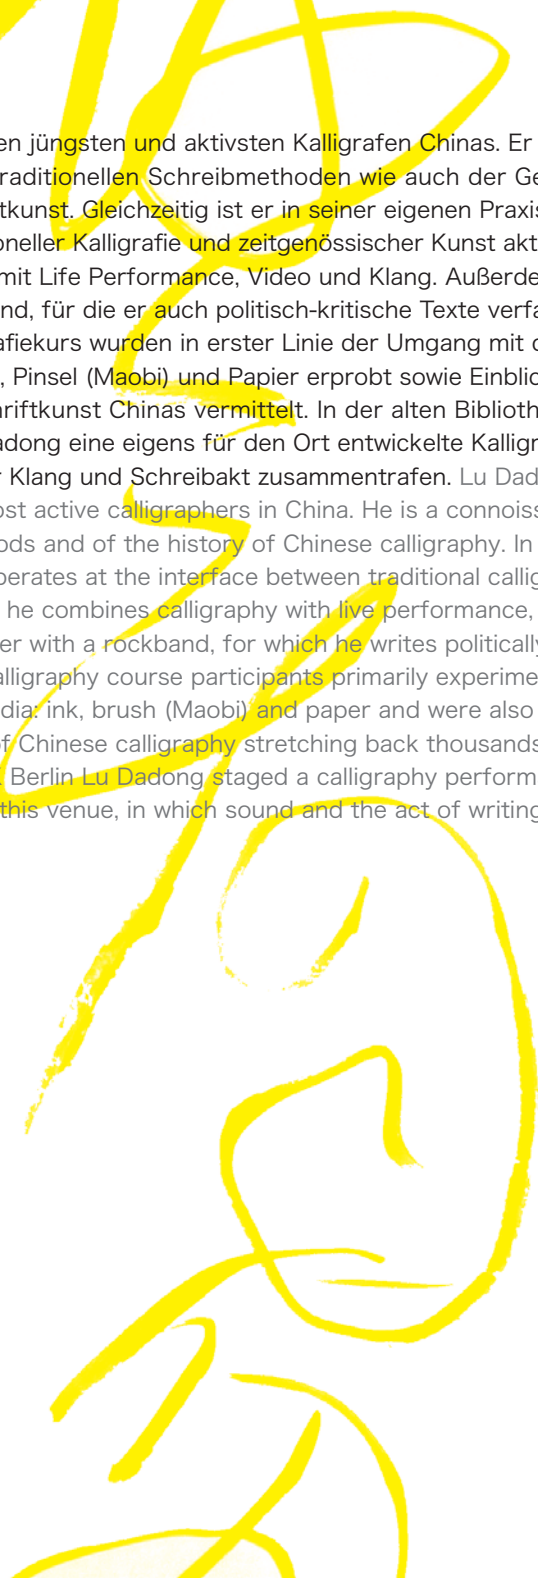 en jüngsten und aktivsten Kalligrafen Chinas. Er
raditionellen Schreibmethoden wie auch der Ge
tkunst. Gleichzeitig ist er in seiner eigenen Praxis
oneller Kalligrafie und zeitgenössischer Kunst akt
mit Life Performance, Video und Klang. Außerde
nd, für die er auch politisch-kritische Texte verfa
afiekurs wurden in erster Linie der Umgang mit d
, Pinsel (Maobi) und Papier erprobt sowie Einblic
hriftkunst Chinas vermittelt. In der alten Biblioth
adong eine eigens für den Ort entwickelte Kalligr
r Klang und Schreibakt zusammentrafen. Lu Dad
ost active calligraphers in China. He is a connoiss
ods and of the history of Chinese calligraphy. In
perates at the interface between traditional callig
he combines calligraphy with live performance,
er with a rockband, for which he writes politically
alligraphy course participants primarily experime
dia: ink, brush (Maobi) and paper and were also
of Chinese calligraphy stretching back thousands
Berlin Lu Dadong staged a calligraphy perform
this venue, in which sound and the act of writing